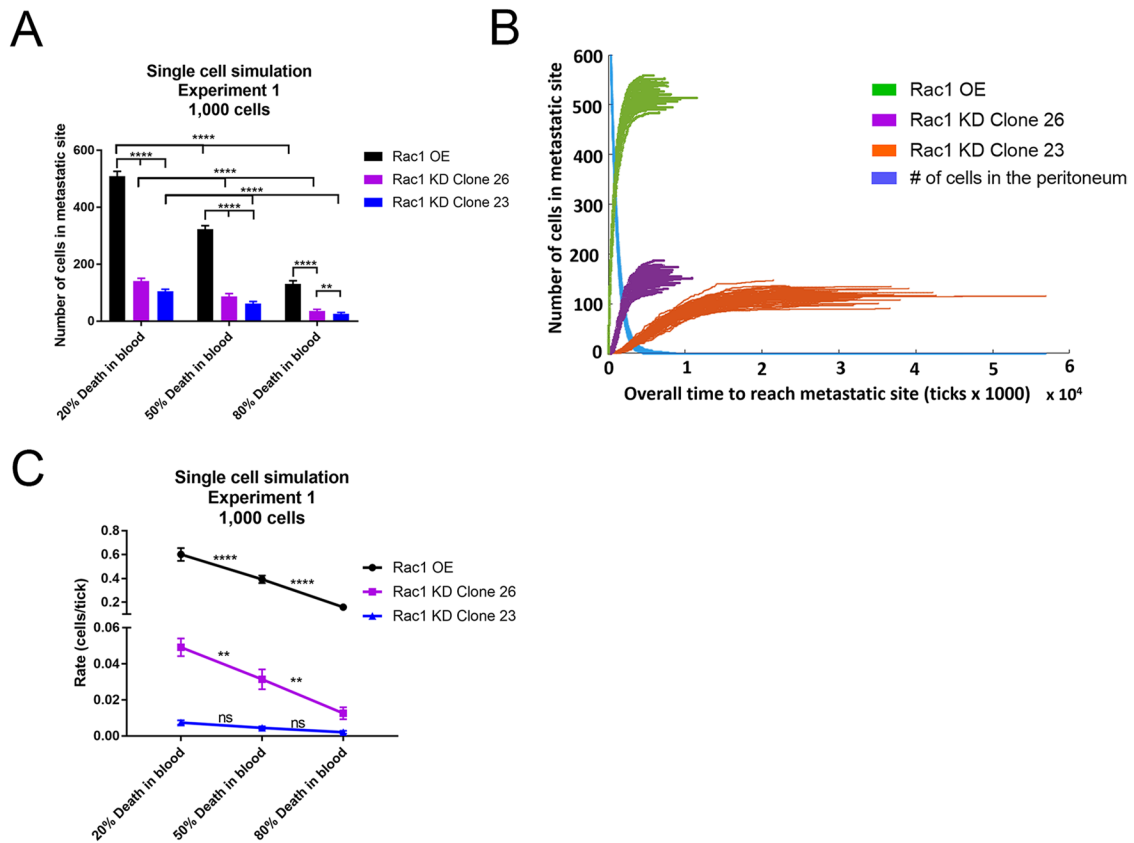 A
Single cell simulation
Experiment 1
1,000 cells
Number of cells in metastatic site
600
400
200
0
****
****
****
****
****
****
**
20% Death in blood
50% Death in blood
80% Death in blood
Rac1 OE
Rac1 KD Clone 26
Rac1 KD Clone 23
B
Number of cells in metastatic site
600
500
400
300
200
100
0
0
1
2
3
4
5
6
Overall time to reach metastatic site (ticks x 1000) x 10⁴
Rac1 OE
Rac1 KD Clone 26
Rac1 KD Clone 23
# of cells in the peritoneum
C
Single cell simulation
Experiment 1
1,000 cells
Rate (cells/tick)
0.8
0.6
0.4
0.2
0.06
0.04
0.02
0.00
****
****
**
**
ns
ns
20% Death in blood
50% Death in blood
80% Death in blood
Rac1 OE
Rac1 KD Clone 26
Rac1 KD Clone 23